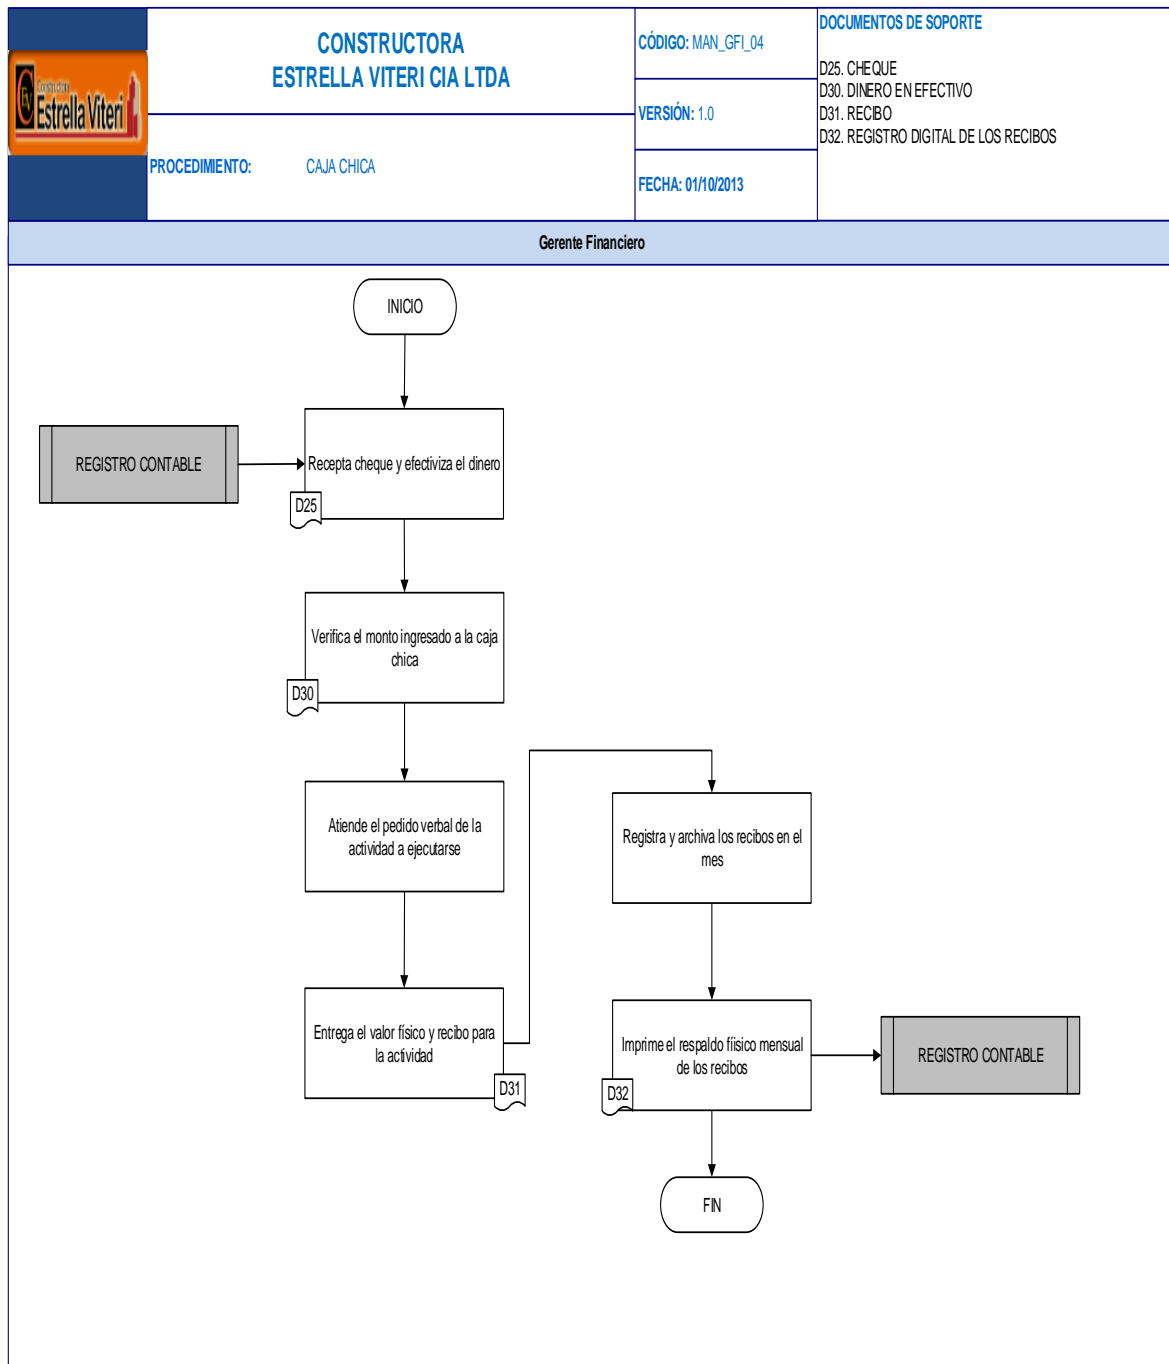 Constructora
Estrella Viteri
CONSTRUCTORA
ESTRELLA VITERI CIA LTDA
PROCEDIMIENTO: CAJA CHICA
CÓDIGO: MAN_GFI_04
VERSIÓN: 1.0
FECHA: 01/10/2013
DOCUMENTOS DE SOPORTE
D25. CHEQUE
D30. DINERO EN EFECTIVO
D31. RECIBO
D32. REGISTRO DIGITAL DE LOS RECIBOS
Gerente Financiero
INICIO
REGISTRO CONTABLE
Recepta cheque y efectiviza el dinero
D25
Verifica el monto ingresado a la caja
chica
D30
Atiende el pedido verbal de la
actividad a ejecutarse
Entrega el valor físico y recibo para
la actividad
D31
Registra y archiva los recibos en el
mes
Imprime el respaldo fíisico mensual
de los recibos
D32
REGISTRO CONTABLE
FIN